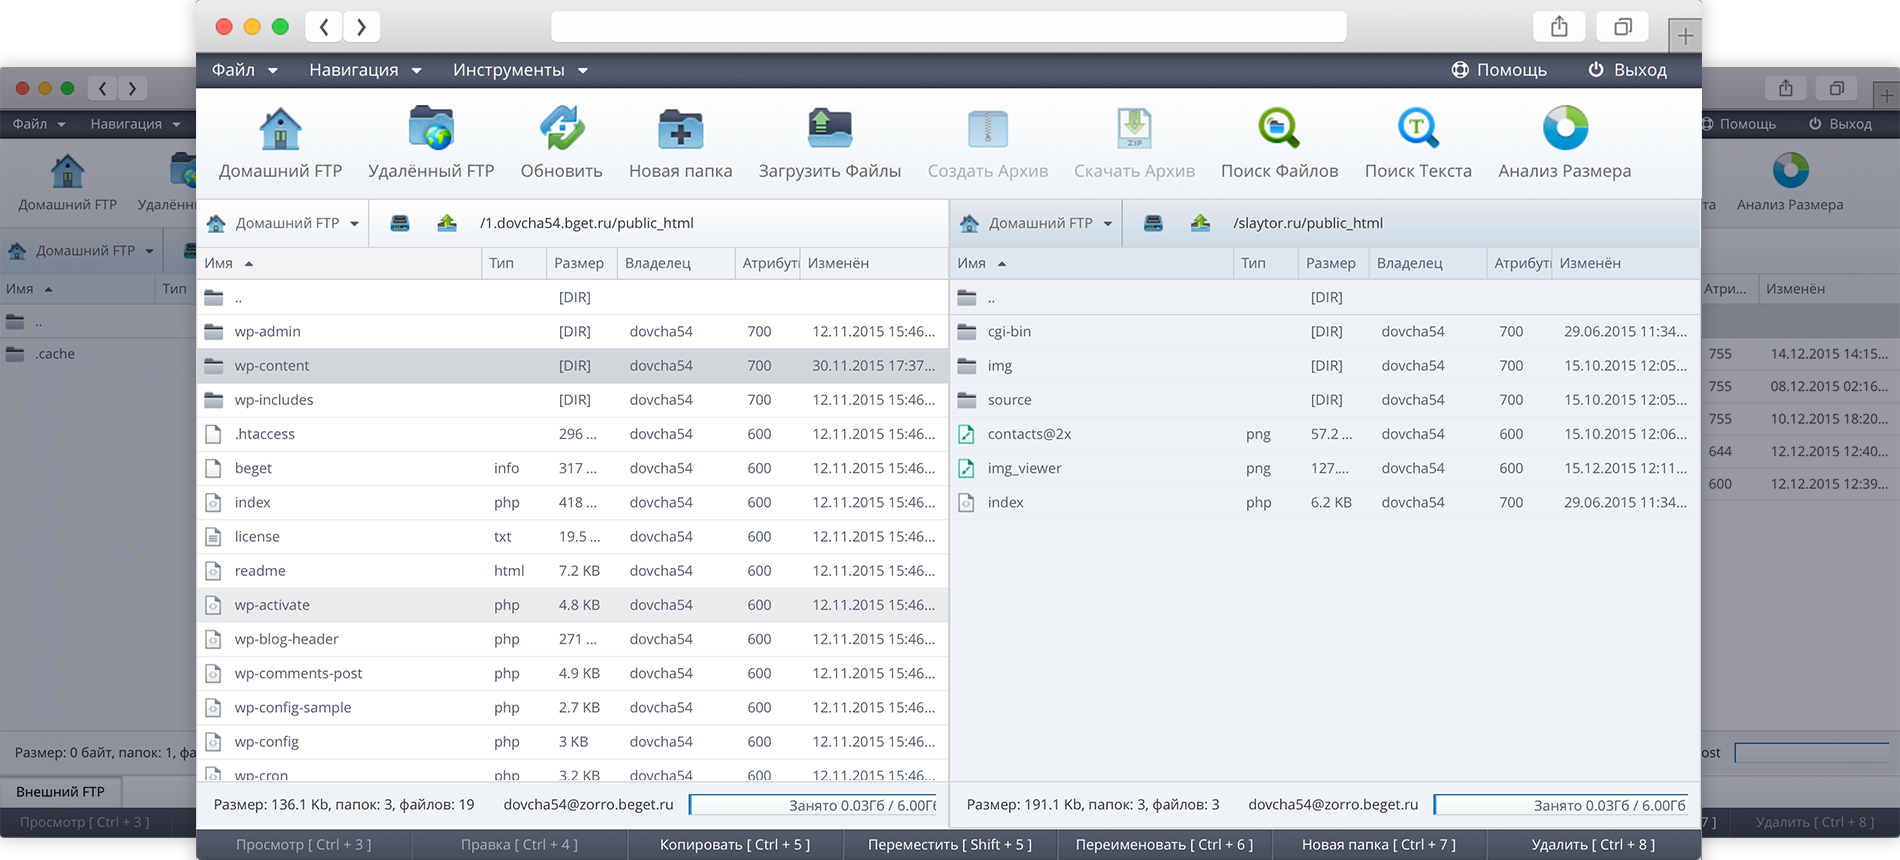 Файл Навигация Инструменты Помощь Выход
Домашний FTP Удалённый FTP Обновить Новая папка Загрузить Файлы Создать Архив Скачать Архив Поиск Файлов Поиск Текста Анализ Размера
ZIP
Домашний FTP /1.dovcha54.bget.ru/public_html
Имя Тип Размер Владелец Атрибут Изменён
.. [DIR]
wp-admin [DIR] dovcha54 700 12.11.2015 15:46...
wp-content [DIR] dovcha54 700 30.11.2015 17:37...
wp-includes [DIR] dovcha54 700 12.11.2015 15:46...
.htaccess 296 ... dovcha54 600 12.11.2015 15:46...
beget info 317 ... dovcha54 600 12.11.2015 15:46...
index php 418 ... dovcha54 600 12.11.2015 15:46...
license txt 19.5 ... dovcha54 600 12.11.2015 15:46...
readme html 7.2 KB dovcha54 600 12.11.2015 15:46...
wp-activate php 4.8 KB dovcha54 600 12.11.2015 15:46...
wp-blog-header php 271 ... dovcha54 600 12.11.2015 15:46...
wp-comments-post php 4.9 KB dovcha54 600 12.11.2015 15:46...
wp-config-sample php 2.7 KB dovcha54 600 12.11.2015 15:46...
wp-config php 3 KB dovcha54 600 12.11.2015 15:46...
wp-cron php 3.2 KB dovcha54 600 12.11.2015 15:46...
Размер: 136.1 Kb, папок: 3, файлов: 19 dovcha54@zorro.beget.ru Занято 0.03Гб / 6.00Гб
Домашний FTP /slaytor.ru/public_html
Имя Тип Размер Владелец Атрибут Изменён
.. [DIR]
cgi-bin [DIR] dovcha54 700 29.06.2015 11:34...
img [DIR] dovcha54 700 15.10.2015 12:05...
source [DIR] dovcha54 700 15.10.2015 12:05...
contacts@2x png 57.2 ... dovcha54 600 15.10.2015 12:06...
img_viewer png 127.... dovcha54 600 15.12.2015 12:11...
index php 6.2 KB dovcha54 700 29.06.2015 11:34...
Размер: 191.1 Kb, папок: 3, файлов: 3 dovcha54@zorro.beget.ru Занято 0.03Гб / 6.00Гб
Просмотр [ Ctrl + 3 ] Правка [ Ctrl + 4 ] Копировать [ Ctrl + 5 ] Переместить [ Shift + 5 ] Переименовать [ Ctrl + 6 ] Новая папка [ Ctrl + 7 ] Удалить [ Ctrl + 8 ]
Файл Навигация
Домашний FTP Удалённ
Домашний FTP
Имя Тип
..
.cache
Размер: 0 байт, папок: 1, фа
Внешний FTP
Просмотр [ Ctrl + 3 ]
Помощь Выход
та Анализ Размера
Атри... Изменён
755 14.12.2015 14:15...
755 08.12.2015 02:16...
755 10.12.2015 18:20...
644 12.12.2015 12:40...
600 12.12.2015 12:39...
ost
7 ] Удалить [ Ctrl + 8 ]